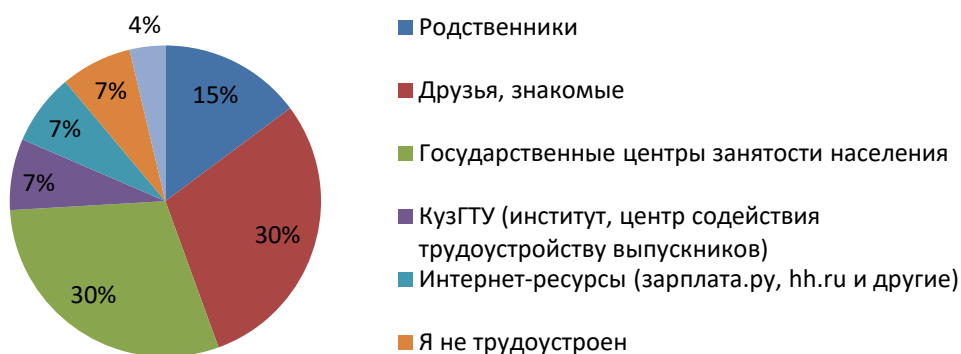 4%
15%
30%
30%
7%
7%
7%
Родственники
Друзья, знакомые
Государственные центры занятости населения
КузГТУ (институт, центр содействия
трудоустройству выпускников)
Интернет-ресурсы (зарплата.ру, hh.ru и другие)
Я не трудоустроен